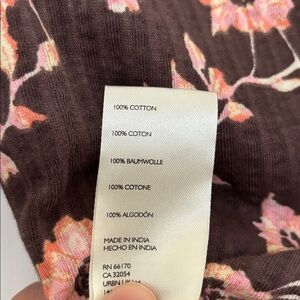 100% COTTON
100% COTON
100% BAUMWOLLE
100% COTONE
100% ALGODÓN
MADE IN INDIA
HECHO EN INDIA
RN 66170
CA 32054
URBN